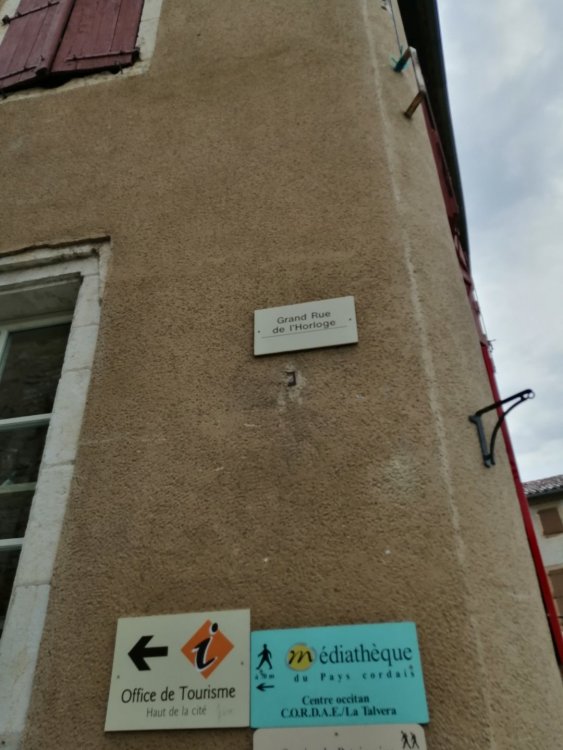 Grand Rue
de l'Horloge
i
Office de Tourisme
Haut de la cité
médiathèque
du Pays cordais
Centre occitan
C.O.R.D.A.E./La Talvera